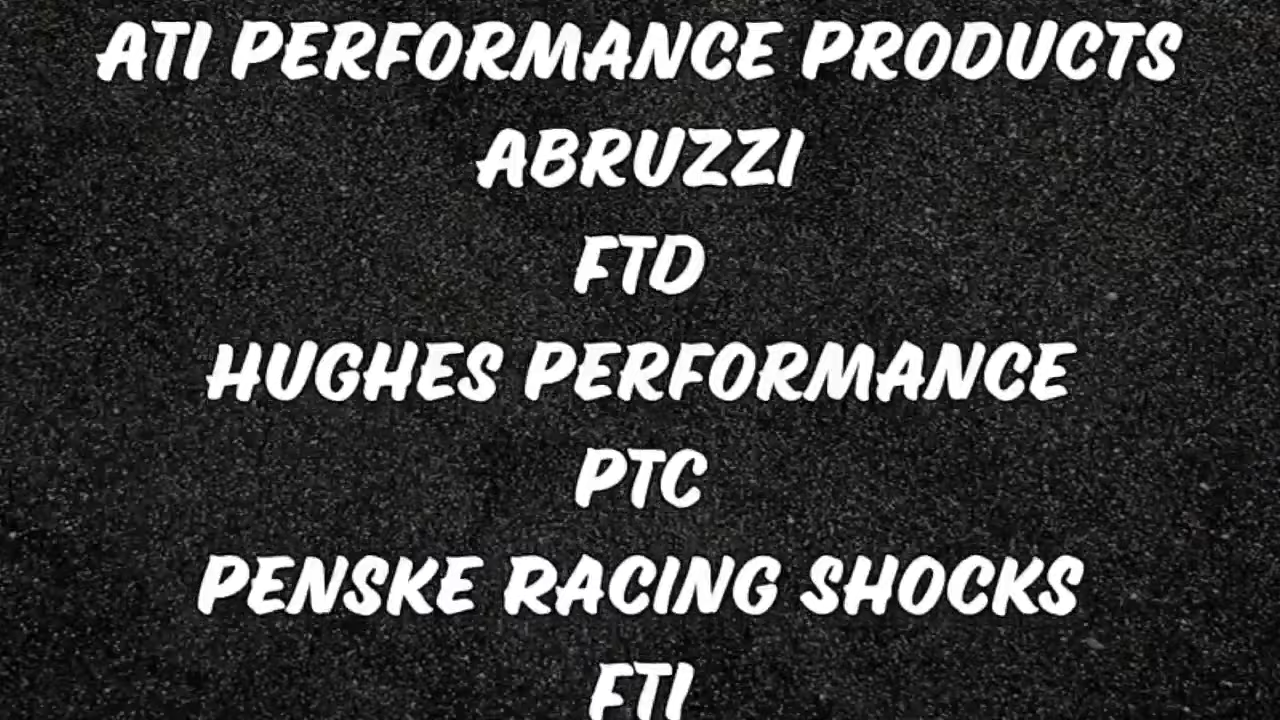 ATI PERFORMANCE PRODUCTS
ABRUZZI
FTD
HUGHES PERFORMANCE
PTC
PENSKE RACING SHOCKS
FTI